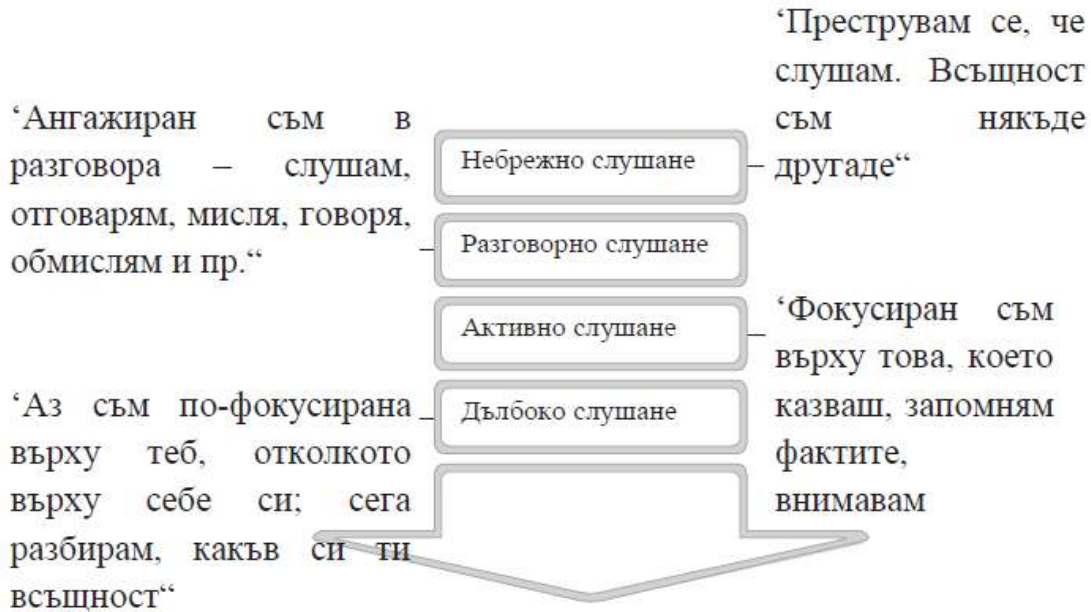 ‘Преструвам се, че
слушам. Всъщност
съм някъде
другаде“
‘Ангажиран съм в
разговора – слушам,
отговарям, мисля, говоря,
обмислям и пр.“
Небрежно слушане
Разговорно слушане
Активно слушане
Дълбоко слушане
‘Фокусиран съм
върху това, което
казваш, запомням
фактите,
внимавам
‘Аз съм по-фокусирана
върху теб, отколкото
върху себе си; сега
разбирам, какъв си ти
всъщност“